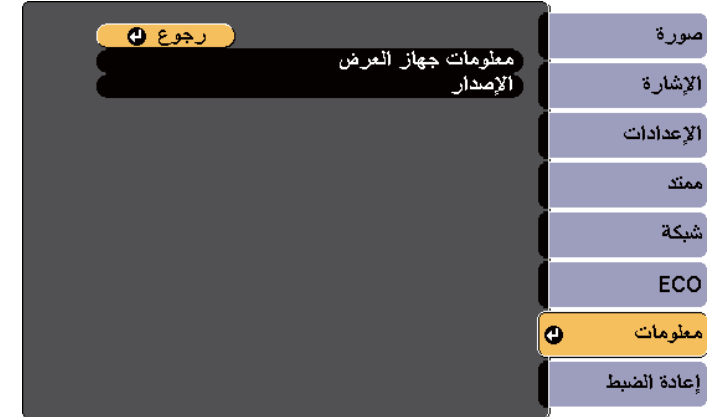 صورة
الإشارة
الإعدادات
ممتد
شبكة
ECO
معلومات
إعادة الضبط
رجوع
معلومات جهاز العرض
الإصدار